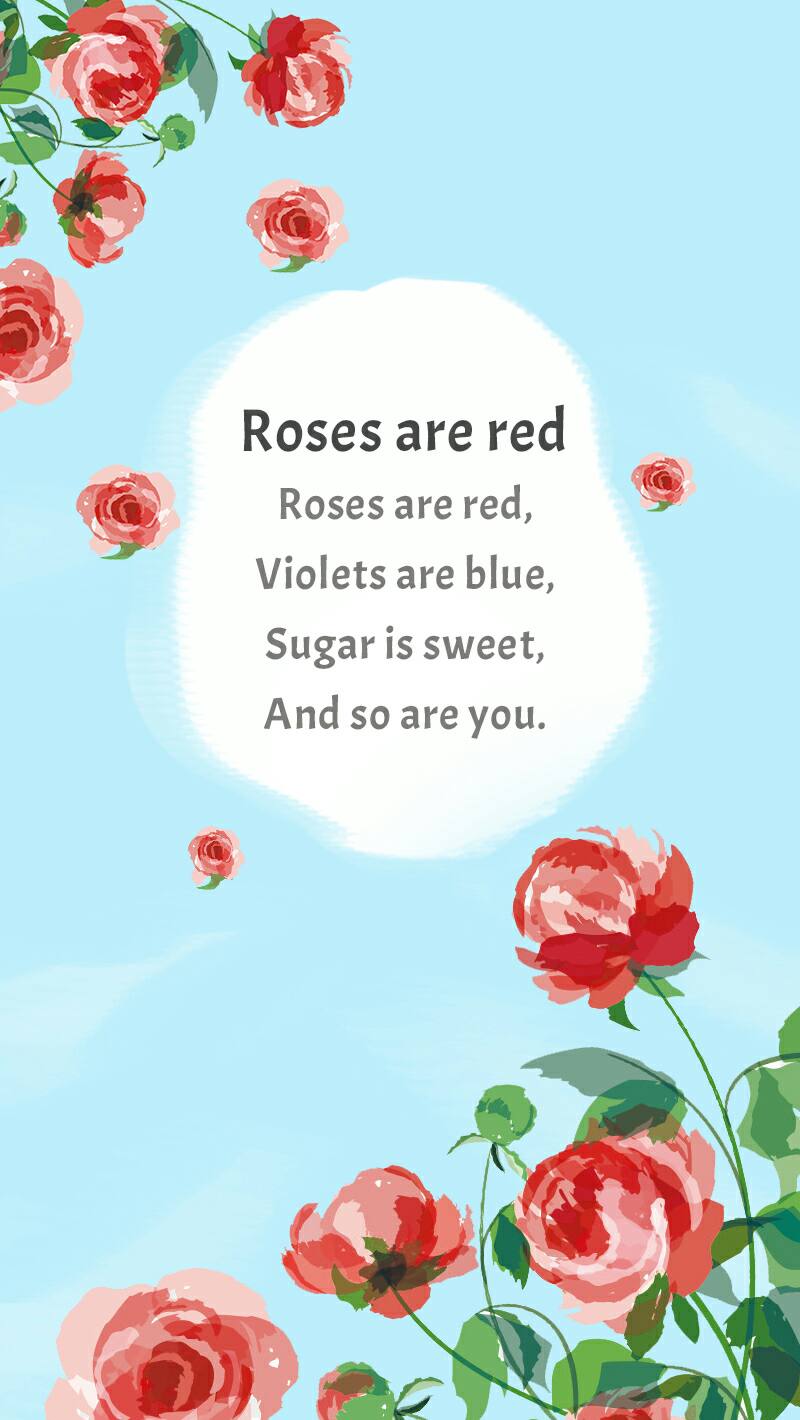 Roses are red
Roses are red,
Violets are blue,
Sugar is sweet,
And so are you.